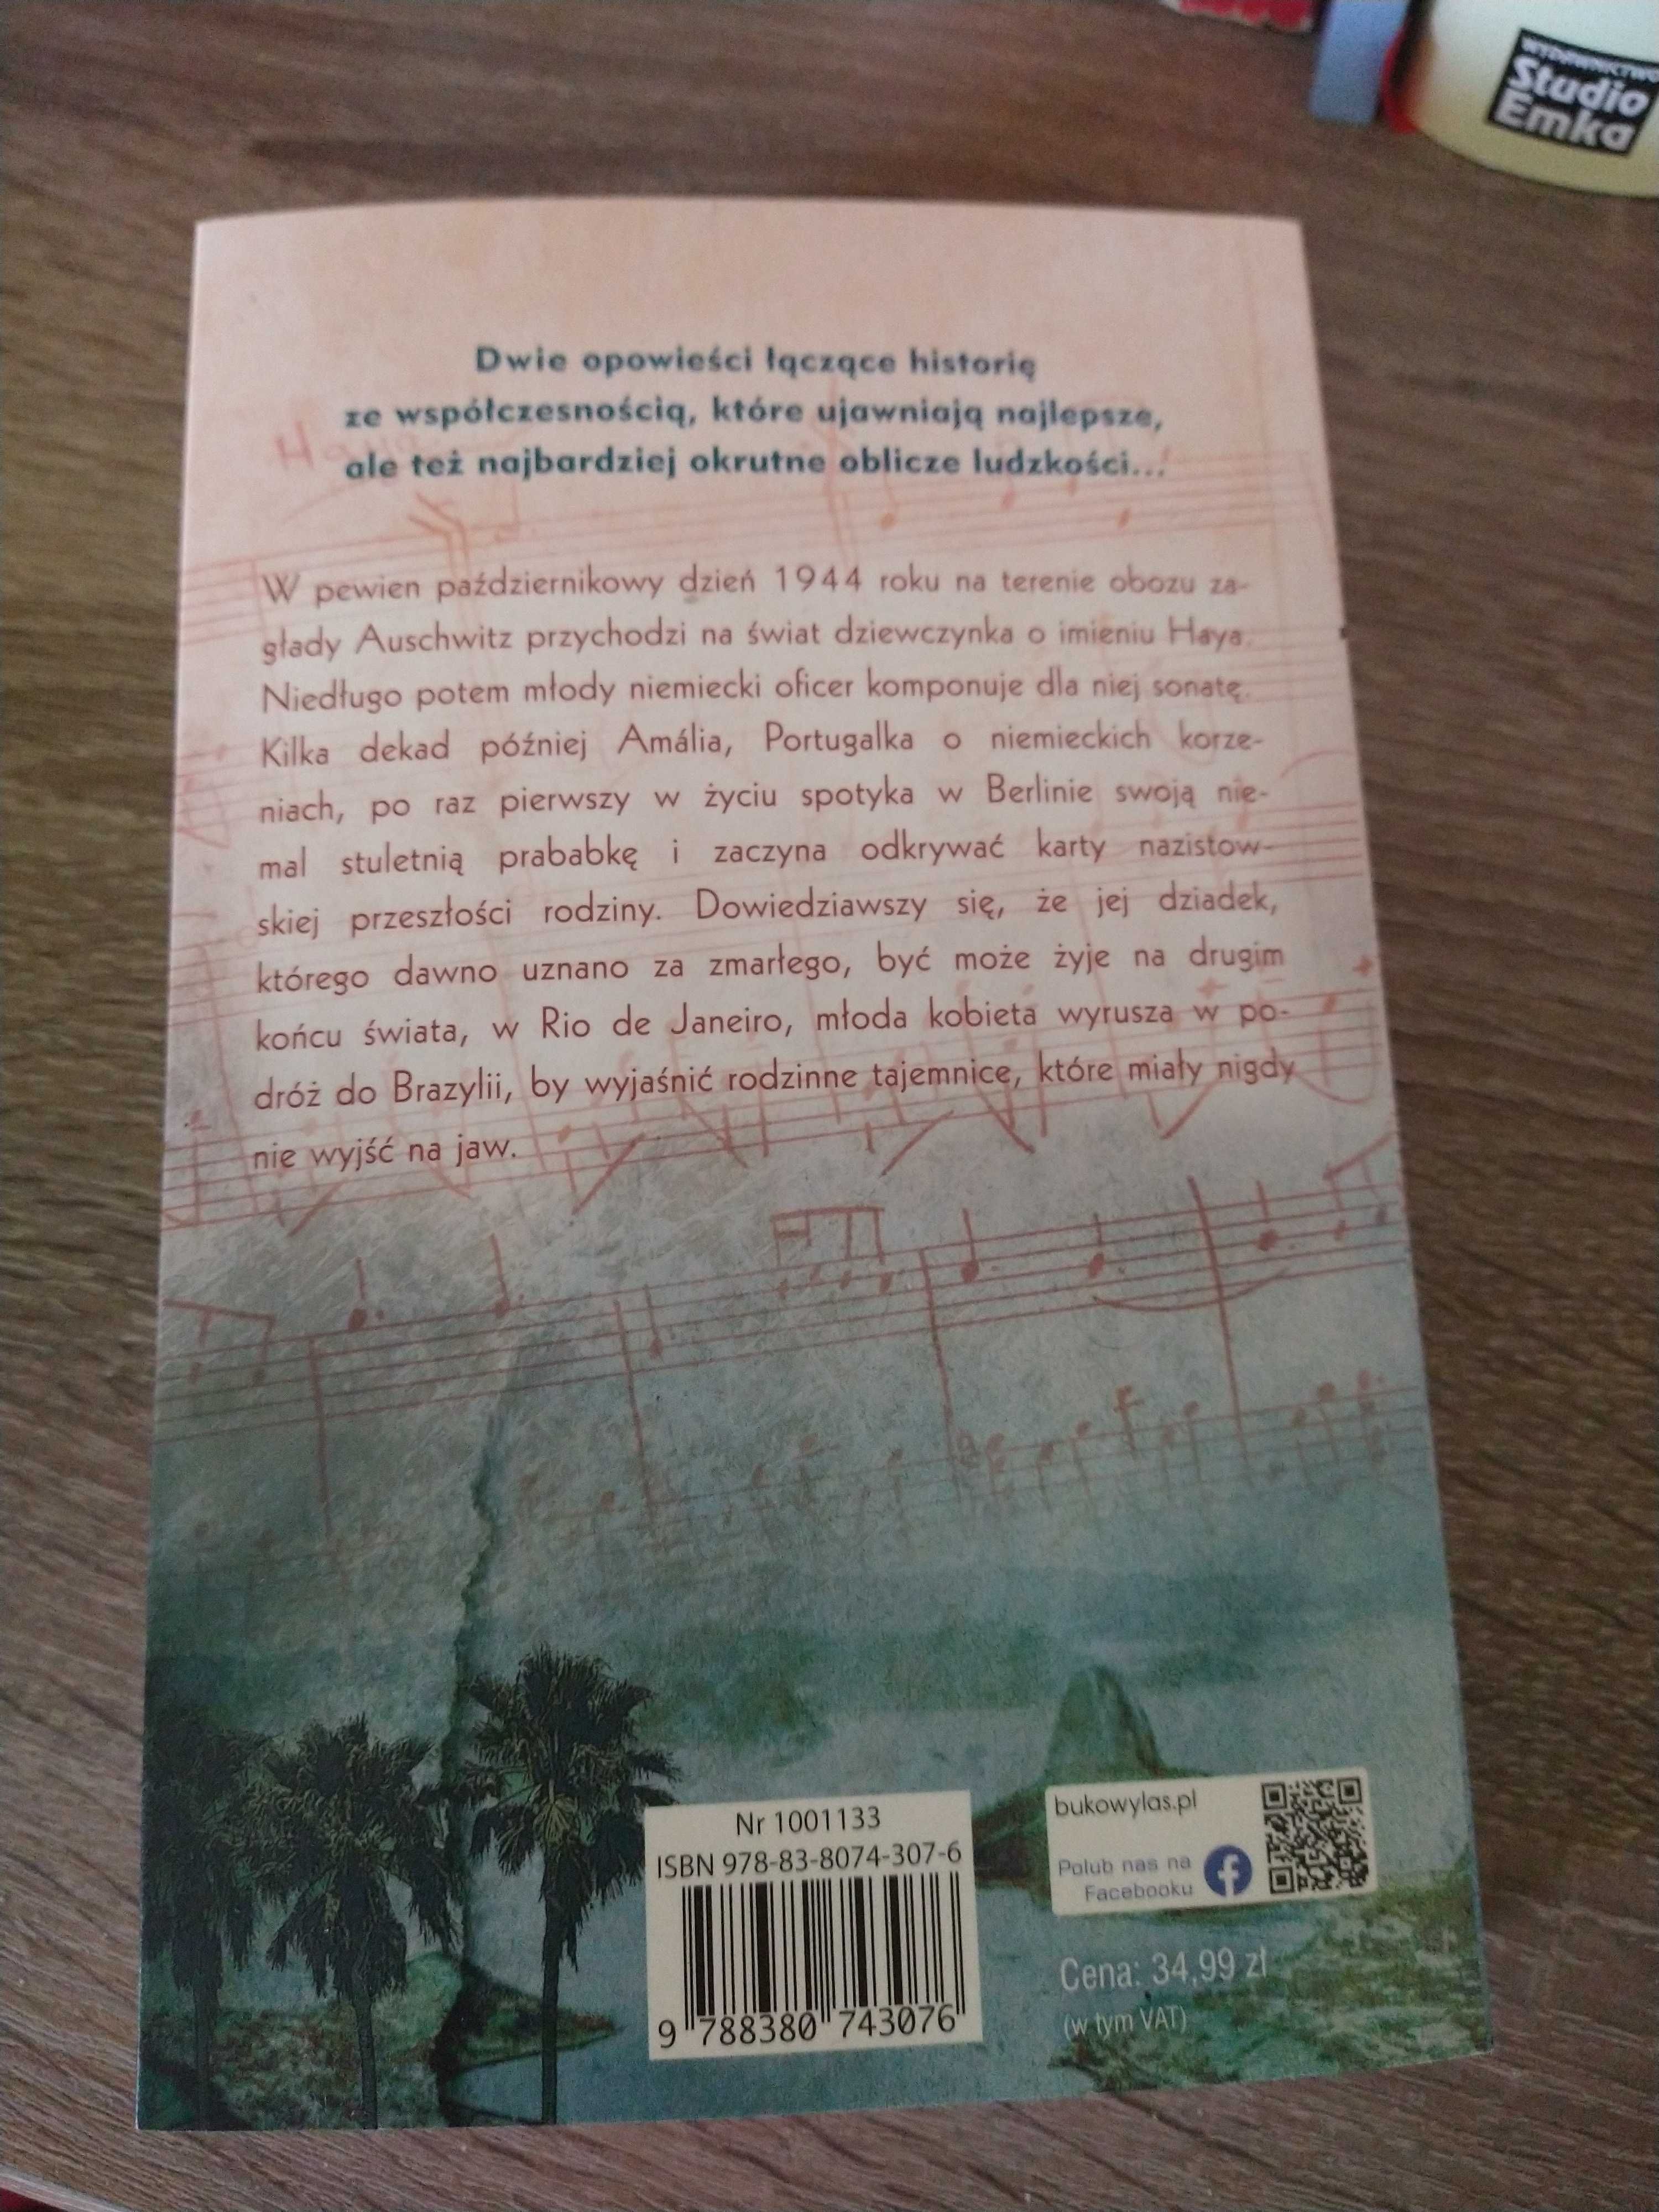 WYDAWNICTWO
Studio
Emka
Dwie opowieści łączące historię
ze współczesnością, które ujawniają najlepsze,
ale też najbardziej okrutne oblicze ludzkości...
W pewien październikowy dzień 1944 roku na terenie obozu za-
głady Auschwitz przychodzi na świat dziewczynka o imieniu Haya.
Niedługo potem młody niemiecki oficer komponuje dla niej sonatę.
Kilka dekad później Amália, Portugalka o niemieckich korze-
niach, po raz pierwszy w życiu spotyka w Berlinie swoją nie-
mal stuletnią prababkę i zaczyna odkrywać karty nazistow-
skiej przeszłości rodziny. Dowiedziawszy się, że jej dziadek,
którego dawno uznano za zmarłego, być może żyje na drugim
końcu świata, w Rio de Janeiro, młoda kobieta wyrusza w po-
dróż do Brazylii, by wyjaśnić rodzinne tajemnice, które miały nigdy
nie wyjść na jaw.
Nr 1001133
ISBN 978-83-8074-307-6
9 788380 743076
bukowylas.pl
Polub nas na
Facebooku
Cena: 34,99 zł
(w tym VAT)